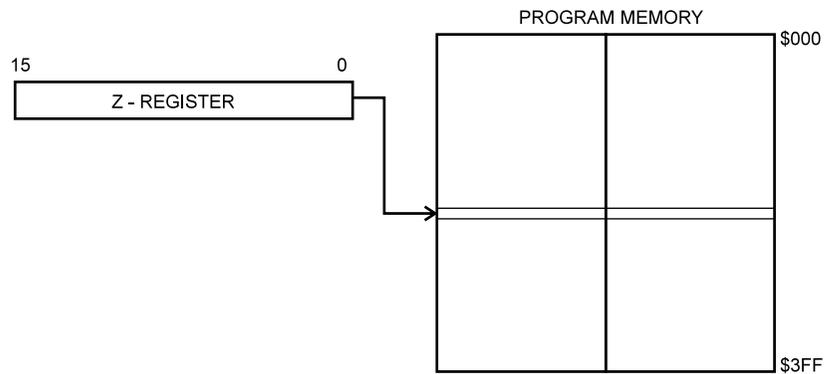 PROGRAM MEMORY
$000
15 0
Z - REGISTER
$3FF